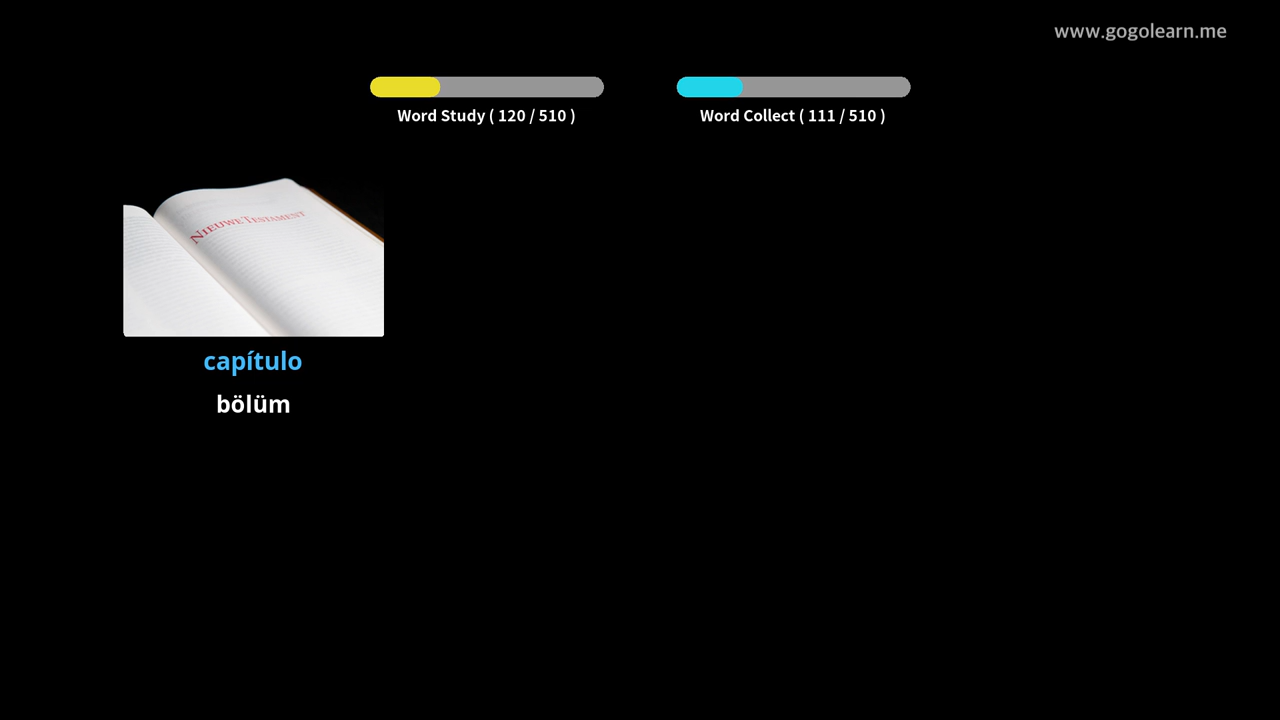 www.gogolearn.me
Word Study ( 120 / 510 )
Word Collect ( 111 / 510 )
NIEUWE TESTAMENT
capítulo
bölüm